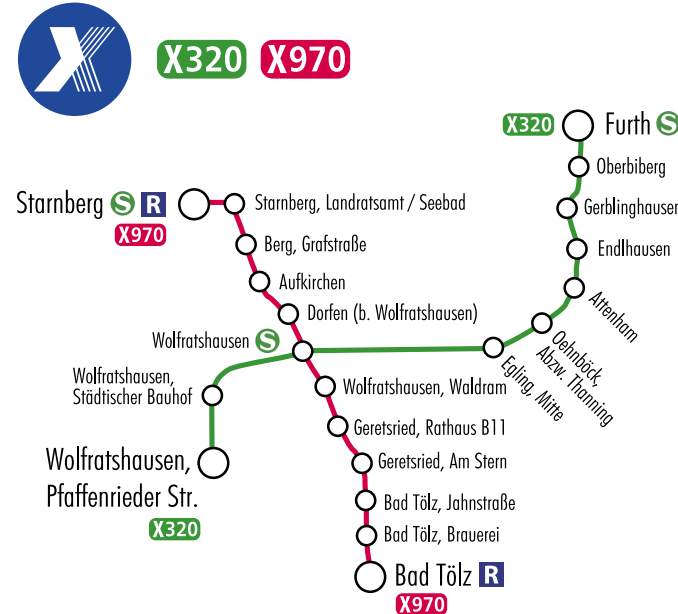 X
X320 X970
X320 Furth S
Oberbiberg
Starnberg S R
X970
Starnberg, Landratsamt / Seebad
Gerblinghausen
Berg, Grafstraße
Endlhausen
Aufkirchen
Attenham
Dorfen (b. Wolfratshausen)
Wolfratshausen S
Oehnböck,
Abzw. Thanning
Egling, Mitte
Wolfratshausen,
Städtischer Bauhof
Wolfratshausen, Waldram
Geretsried, Rathaus B11
Wolfratshausen,
Pfaffenrieder Str.
X320
Geretsried, Am Stern
Bad Tölz, Jahnstraße
Bad Tölz, Brauerei
Bad Tölz R
X970